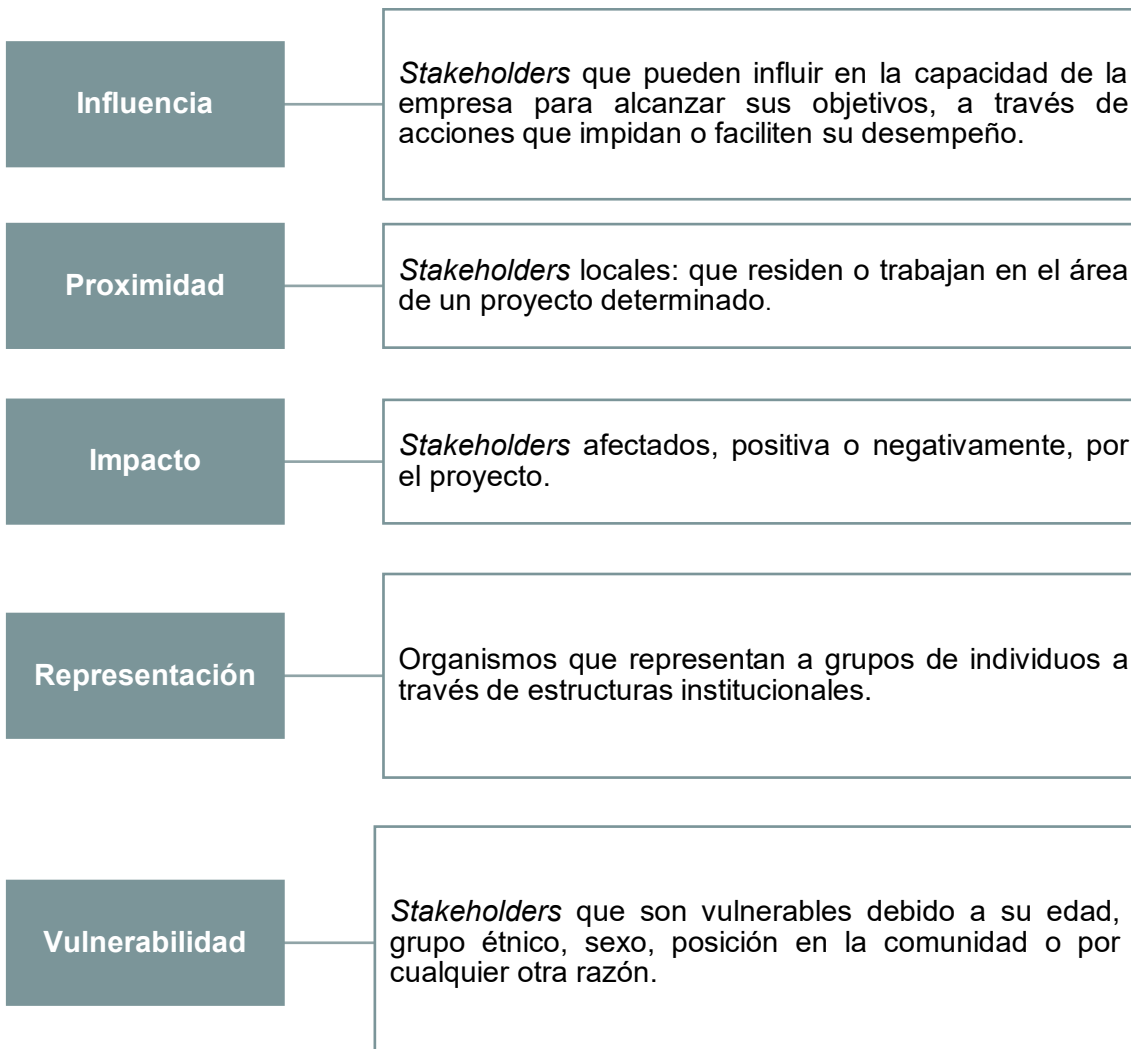 Influencia
Stakeholders que pueden influir en la capacidad de la
empresa para alcanzar sus objetivos, a través de
acciones que impidan o faciliten su desempeño.
Proximidad
Stakeholders locales: que residen o trabajan en el área
de un proyecto determinado.
Impacto
Stakeholders afectados, positiva o negativamente, por
el proyecto.
Representación
Organismos que representan a grupos de individuos a
través de estructuras institucionales.
Vulnerabilidad
Stakeholders que son vulnerables debido a su edad,
grupo étnico, sexo, posición en la comunidad o por
cualquier otra razón.